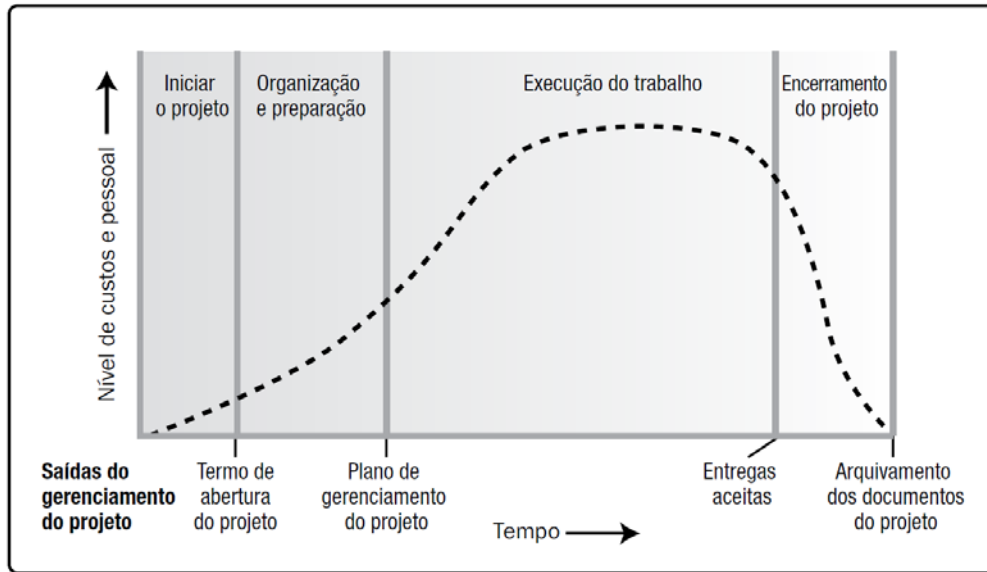 Iniciar
o projeto
Organização
e preparação
Execução do trabalho
Encerramento
do projeto
Nível de custos e pessoal
Saídas do
gerenciamento
do projeto
Termo de
abertura
do projeto
Plano de
gerenciamento
do projeto
Entregas
aceitas
Arquivamento
dos documentos
do projeto
Tempo